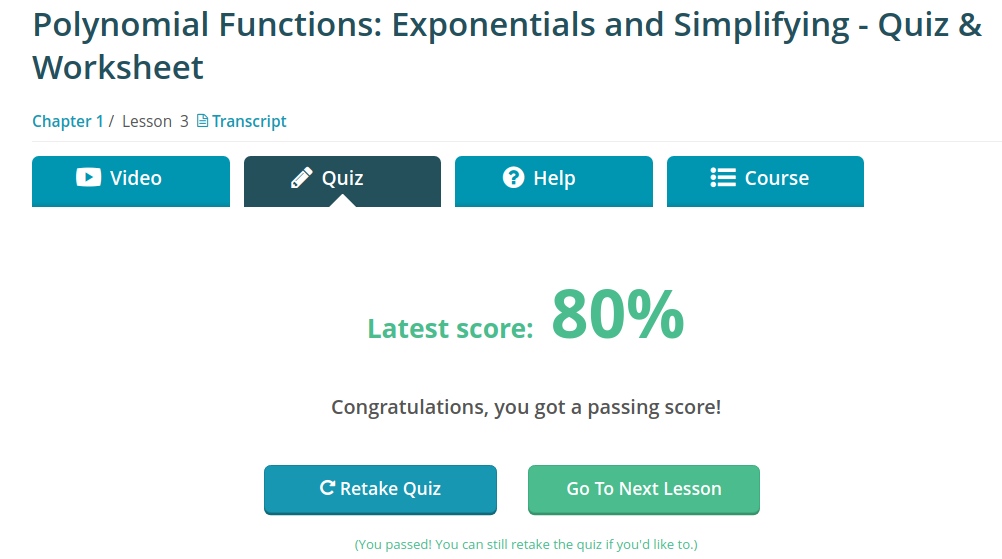 Polynomial Functions: Exponentials and Simplifying - Quiz &
Worksheet
Chapter 1 / Lesson 3 Transcript
Video Quiz Help Course
Latest score: 80%
Congratulations, you got a passing score!
Retake Quiz Go To Next Lesson
(You passed! You can still retake the quiz if you'd like to.)